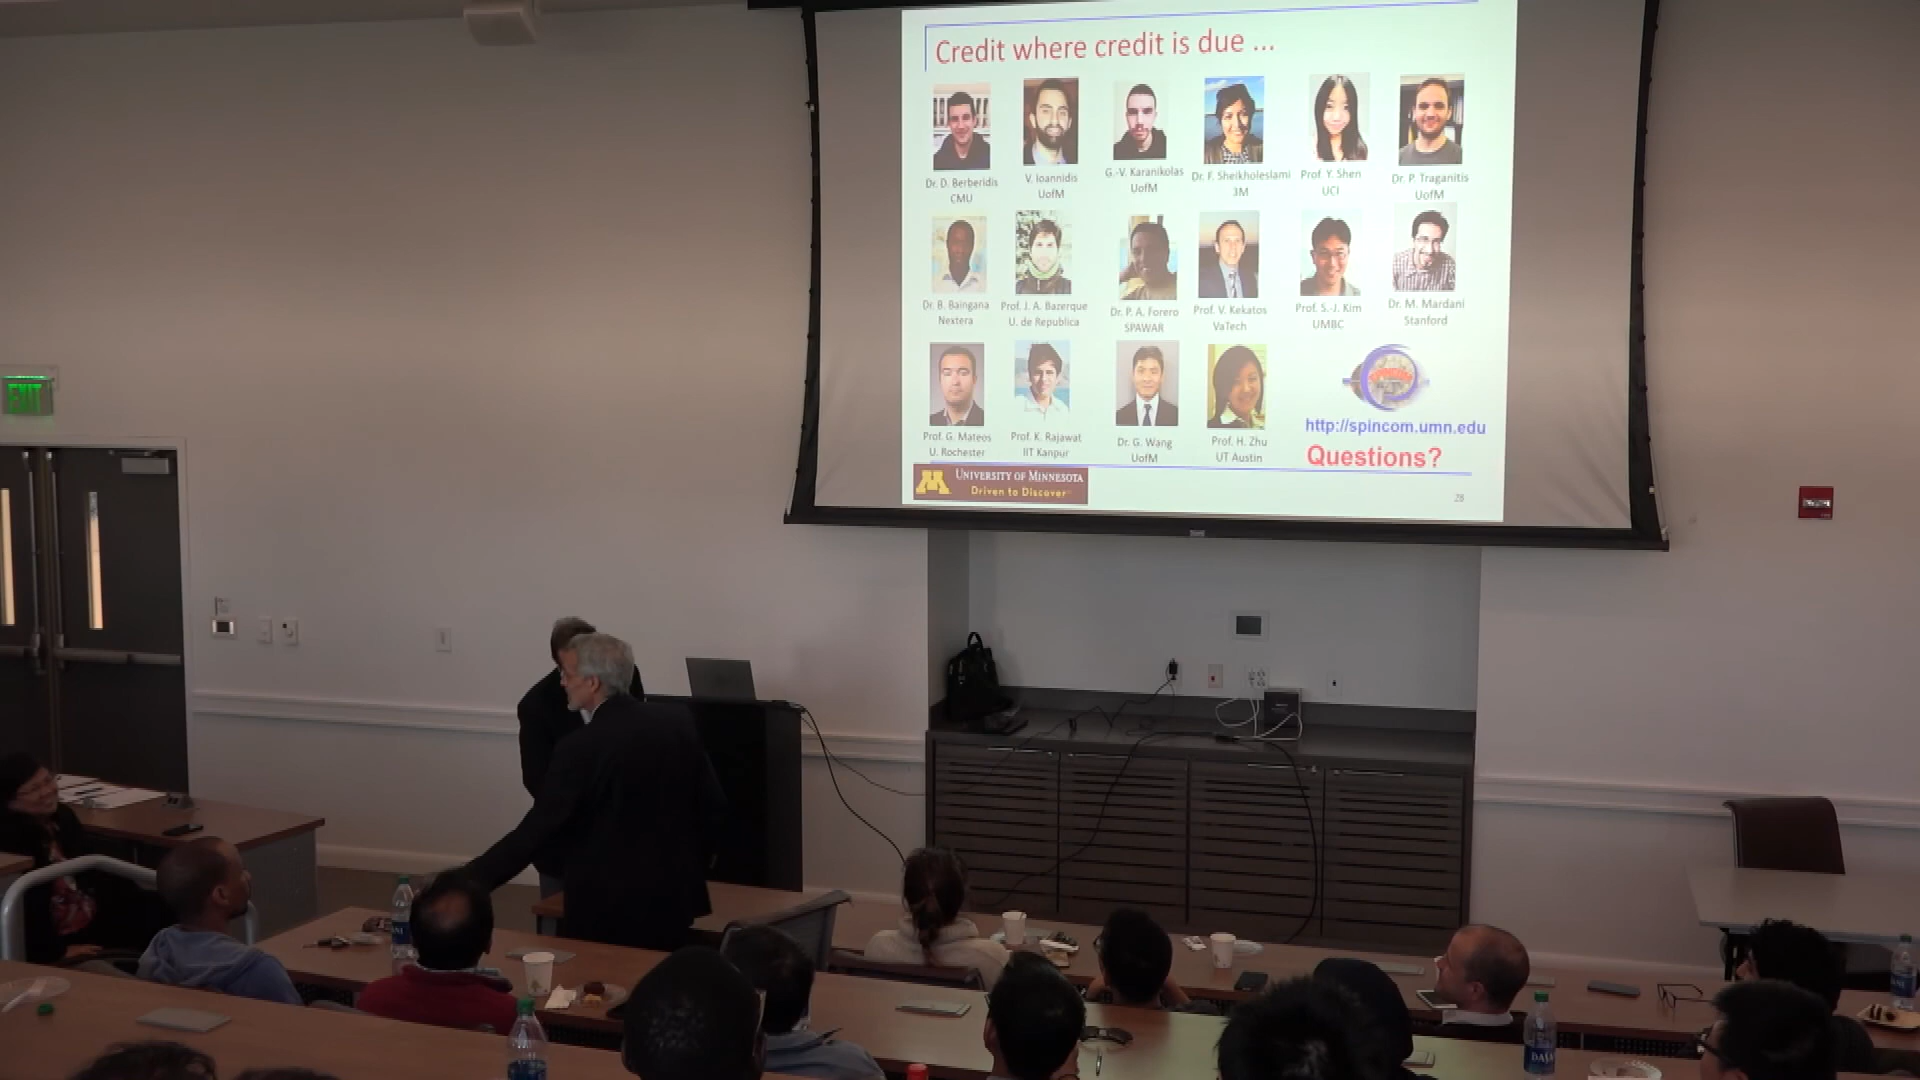 Credit where credit is due ...
Dr. D. Berberidis
CMU
V. Ioannidis
UofM
G.-V. Karanikolas
UofM
Dr. F. Sheikholeslami
3M
Prof. Y. Shen
UCI
Dr. P. Traganitis
UofM
Dr. B. Baingana
Nextera
Prof. J. A. Bazerque
U. de Republica
Dr. P. A. Forero
SPAWAR
Prof. V. Kekatos
VaTech
Prof. S.-J. Kim
UMBC
Dr. M. Mardani
Stanford
Prof. G. Mateos
U. Rochester
Prof. K. Rajawat
IIT Kanpur
Dr. G. Wang
UofM
Prof. H. Zhu
UT Austin
SPINCOM
http://spincom.umn.edu
Questions?
M
UNIVERSITY OF MINNESOTA
Driven to Discover
28
EXIT
DASANI